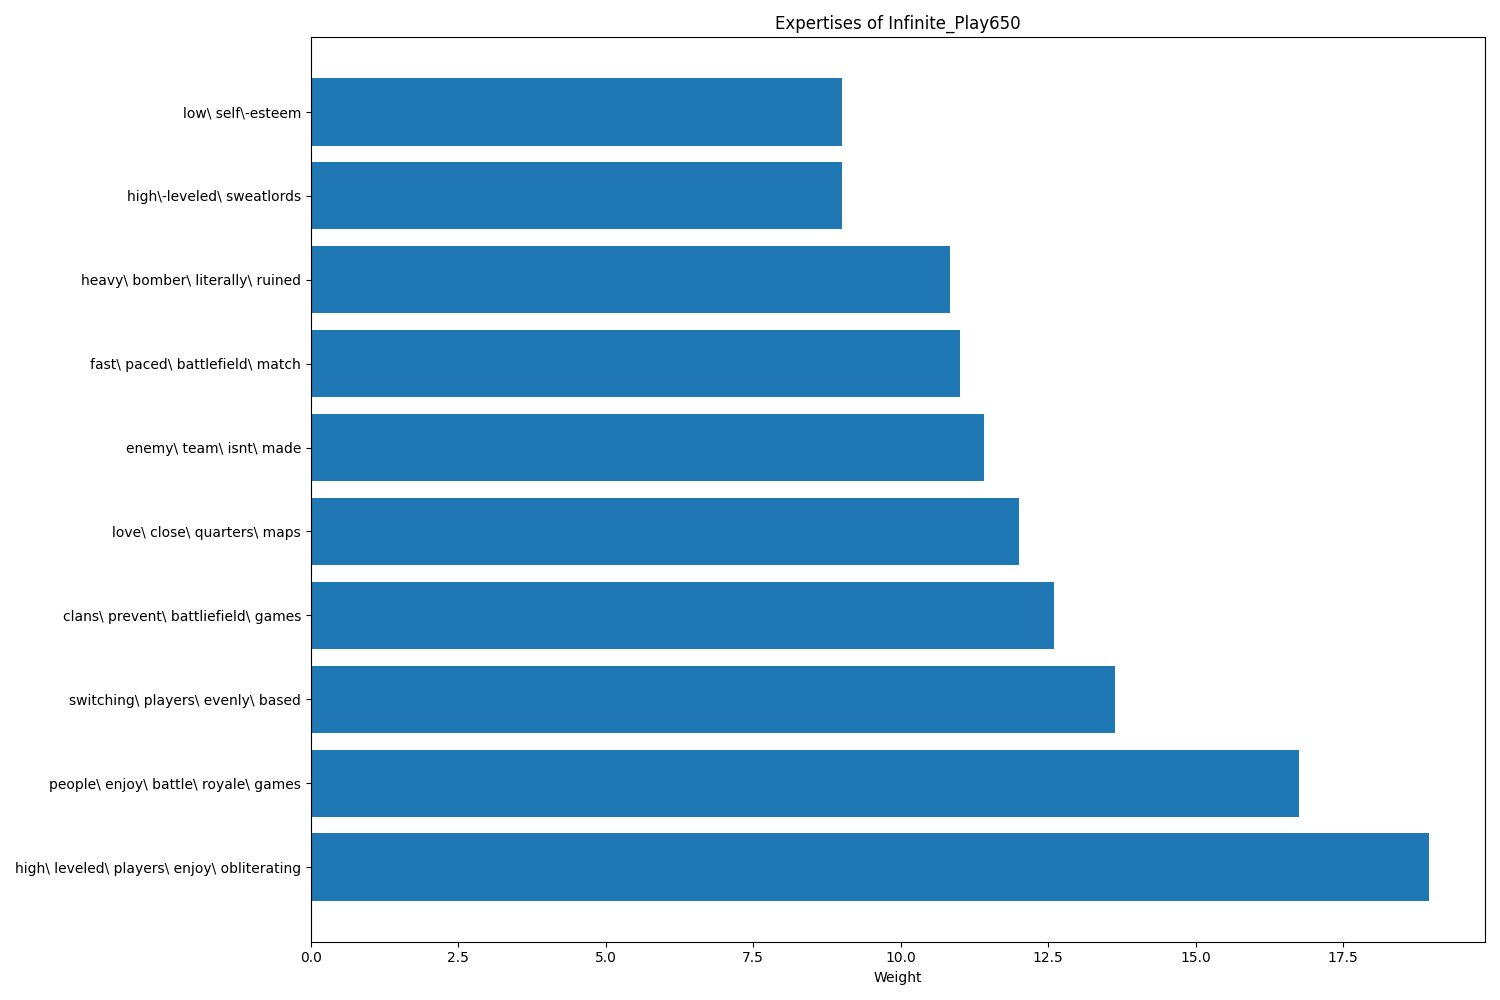 Expertises of Infinite_Play650
low\ self\-esteem
high\-leveled\ sweatlords
heavy\ bomber\ literally\ ruined
fast\ paced\ battlefield\ match
enemy\ team\ isnt\ made
love\ close\ quarters\ maps
clans\ prevent\ battliefield\ games
switching\ players\ evenly\ based
people\ enjoy\ battle\ royale\ games
high\ leveled\ players\ enjoy\ obliterating
0.0 2.5 5.0 7.5 10.0 12.5 15.0 17.5
Weight